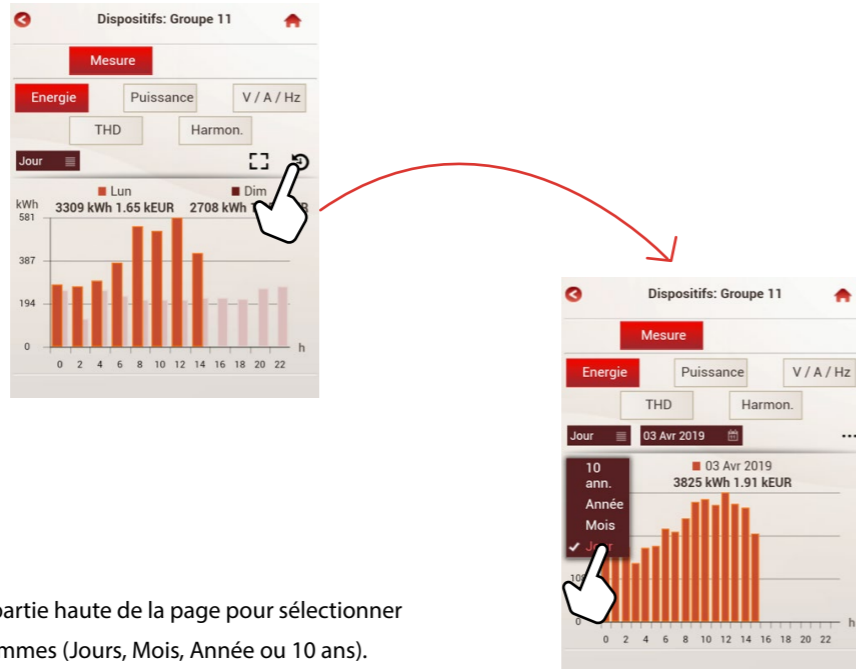 Dispositifs: Groupe 11
Mesure
Energie Puissance V / A / Hz
THD Harmon.
Jour
Lun Dim
kWh 3309 kWh 1.65 kEUR 2708 kWh
581
387
194
0 h
0 2 4 6 8 10 12 14 16 18 20 22
Dispositifs: Groupe 11
Mesure
Energie Puissance V / A / Hz
THD Harmon.
Jour 03 Avr 2019 ...
10 03 Avr 2019
ann. 3825 kWh 1.91 kEUR
Année
Mois
Jour
0 h
0 2 4 6 8 10 12 14 16 18 20 22
partie haute de la page pour sélectionner
mmes (Jours, Mois, Année ou 10 ans).